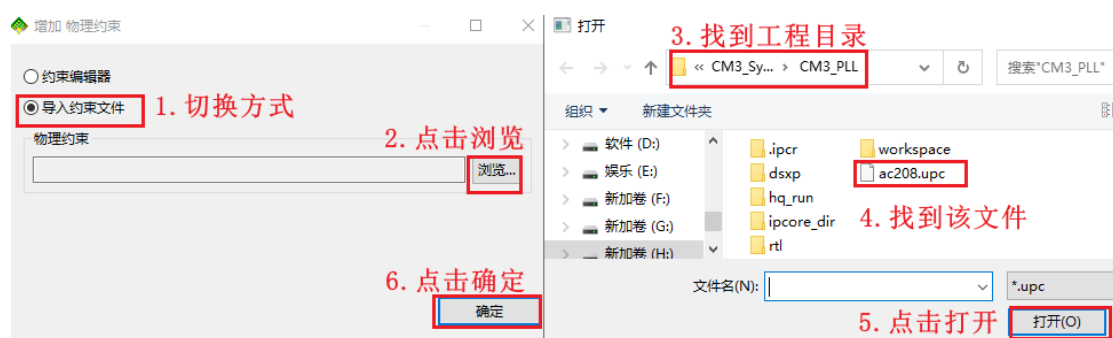 增加 物理约束
约束编辑器
导入约束文件
1.切换方式
物理约束
2.点击浏览
浏览...
6.点击确定
确定
打开
3.找到工程目录
« CM3_Sy... › CM3_PLL
搜索"CM3_PLL"
组织
新建文件夹
软件 (D:)
娱乐 (E:)
新加卷 (F:)
新加卷 (G:)
新加卷 (H:)
.ipcr
dsxp
hq_run
ipcore_dir
rtl
workspace
ac208.upc
4.找到该文件
文件名(N):
*.upc
5.点击打开
打开(O)